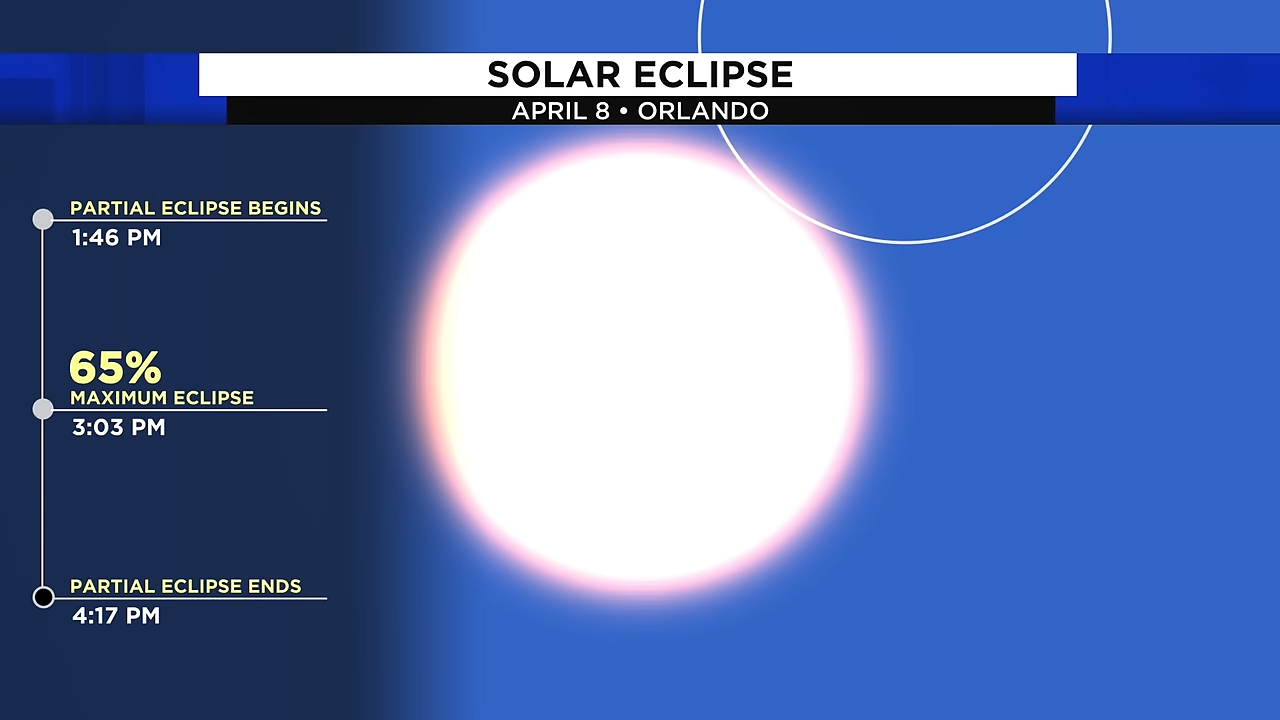 SOLAR ECLIPSE
APRIL 8 • ORLANDO
PARTIAL ECLIPSE BEGINS
1:46 PM
65%
MAXIMUM ECLIPSE
3:03 PM
PARTIAL ECLIPSE ENDS
4:17 PM